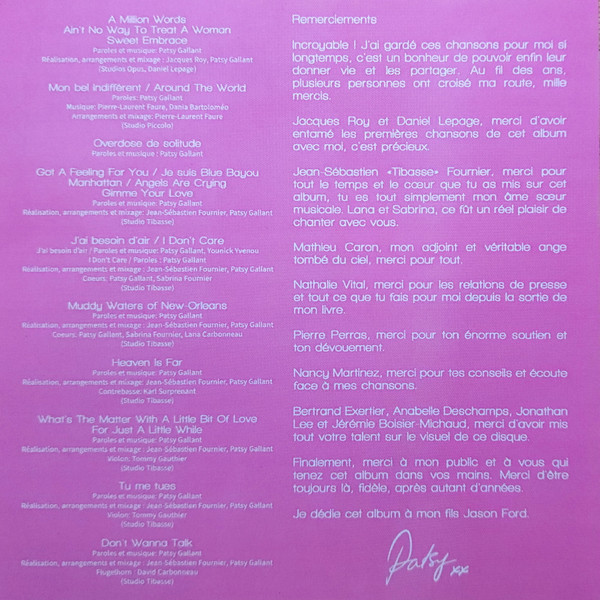 A Million Words
Ain't No Way To Treat A Woman
Sweet Embrace
Paroles et musique: Patsy Gallant
Réalisation, arrangements et mixage: Jacques Roy, Patsy Gallant
(Studios Opus, Daniel Lepage)
Mon bel indifférent / Around The World
Paroles: Patsy Gallant
Musique: Pierre-Laurent Faure, Dania Bartoloméo
Arrangements et mixage: Pierre-Laurent Faure
(Studio Piccolo)
Overdose de solitude
Paroles et musique : Patsy Gallant
Got A Feeling For You / Je suis Blue Bayou
Manhattan / Angels Are Crying
Gimme Your Love
Paroles et musique: Patsy Gallant
Réalisation, arrangements et mixage: Jean-Sébastien Fournier, Patsy Gallant
(Studio Tibasse)
J'ai besoin d'air / I Don't Care
J'ai besoin d'air / Paroles et musique: Patsy Gallant, Younick Yvenou
I Don't Care / Paroles : Patsy Gallant
Réalisation, arrangements et mixage : Jean-Sébastien Fournier, Patsy Gallant
Coeurs: Patsy Gallant, Sabrina Fournier
(Studio Tibasse)
Muddy Waters of New-Orleans
Paroles et musique: Patsy Gallant
Réalisation, arrangements et mixage : Jean-Sébastien Fournier, Patsy Gallant
Coeurs: Patsy Gallant, Sabrina Fournier, Lana Carbonneau
(Studio Tibasse)
Heaven Is Far
Paroles et musique: Patsy Gallant
Réalisation, arrangements et mixage : Jean-Sébastien Fournier, Patsy Gallant
Contrebasse: Karl Surprenant
(Studio Tibasse)
What's The Matter With A Little Bit Of Love
For Just A Little While
Paroles et musique: Patsy Gallant
Réalisation, arrangements et mixage : Jean-Sébastien Fournier, Patsy Gallant
Violon: Tommy Gauthier
(Studio Tibasse)
Tu me tues
Paroles et musique: Patsy Gallant
Réalisation, arrangements et mixage : Jean-Sébastien Fournier, Patsy Gallant
Violon: Tommy Gauthier
(Studio Tibasse)
Don't Wanna Talk
Paroles et musique: Patsy Gallant
Réalisation, arrangements et mixage: Jean-Sébastien Fournier, Patsy Gallant
Flugelhorn : David Carbonneau
(Studio Tibasse)
Remerciements
Incroyable ! J'ai gardé ces chansons pour moi si
longtemps, c'est un bonheur de pouvoir enfin leur
donner vie et les partager. Au fil des ans,
plusieurs personnes ont croisé ma route, mille
mercis.
Jacques Roy et Daniel Lepage, merci d'avoir
entamé les premières chansons de cet album
avec moi, c'est précieux.
Jean-Sébastien «Tibasse» Fournier, merci pour
tout le temps et le cœur que tu as mis sur cet
album, tu es tout simplement mon âme sœur
musicale. Lana et Sabrina, ce fût un réel plaisir de
chanter avec vous.
Mathieu Caron, mon adjoint et véritable ange
tombé du ciel, merci pour tout.
Nathalie Vital, merci pour les relations de presse
et tout ce que tu fais pour moi depuis la sortie de
mon livre.
Pierre Perras, merci pour ton énorme soutien et
ton dévouement.
Nancy Martinez, merci pour tes conseils et écoute
face à mes chansons.
Bertrand Exertier, Anabelle Deschamps, Jonathan
Lee et Jérémie Boisier-Michaud, merci d'avoir mis
tout votre talent sur le visuel de ce disque.
Finalement, merci à mon public et à vous qui
tenez cet album dans vos mains. Merci d'être
toujours là, fidèle, après autant d'années.
Je dédie cet album à mon fils Jason Ford.
Patsy xx